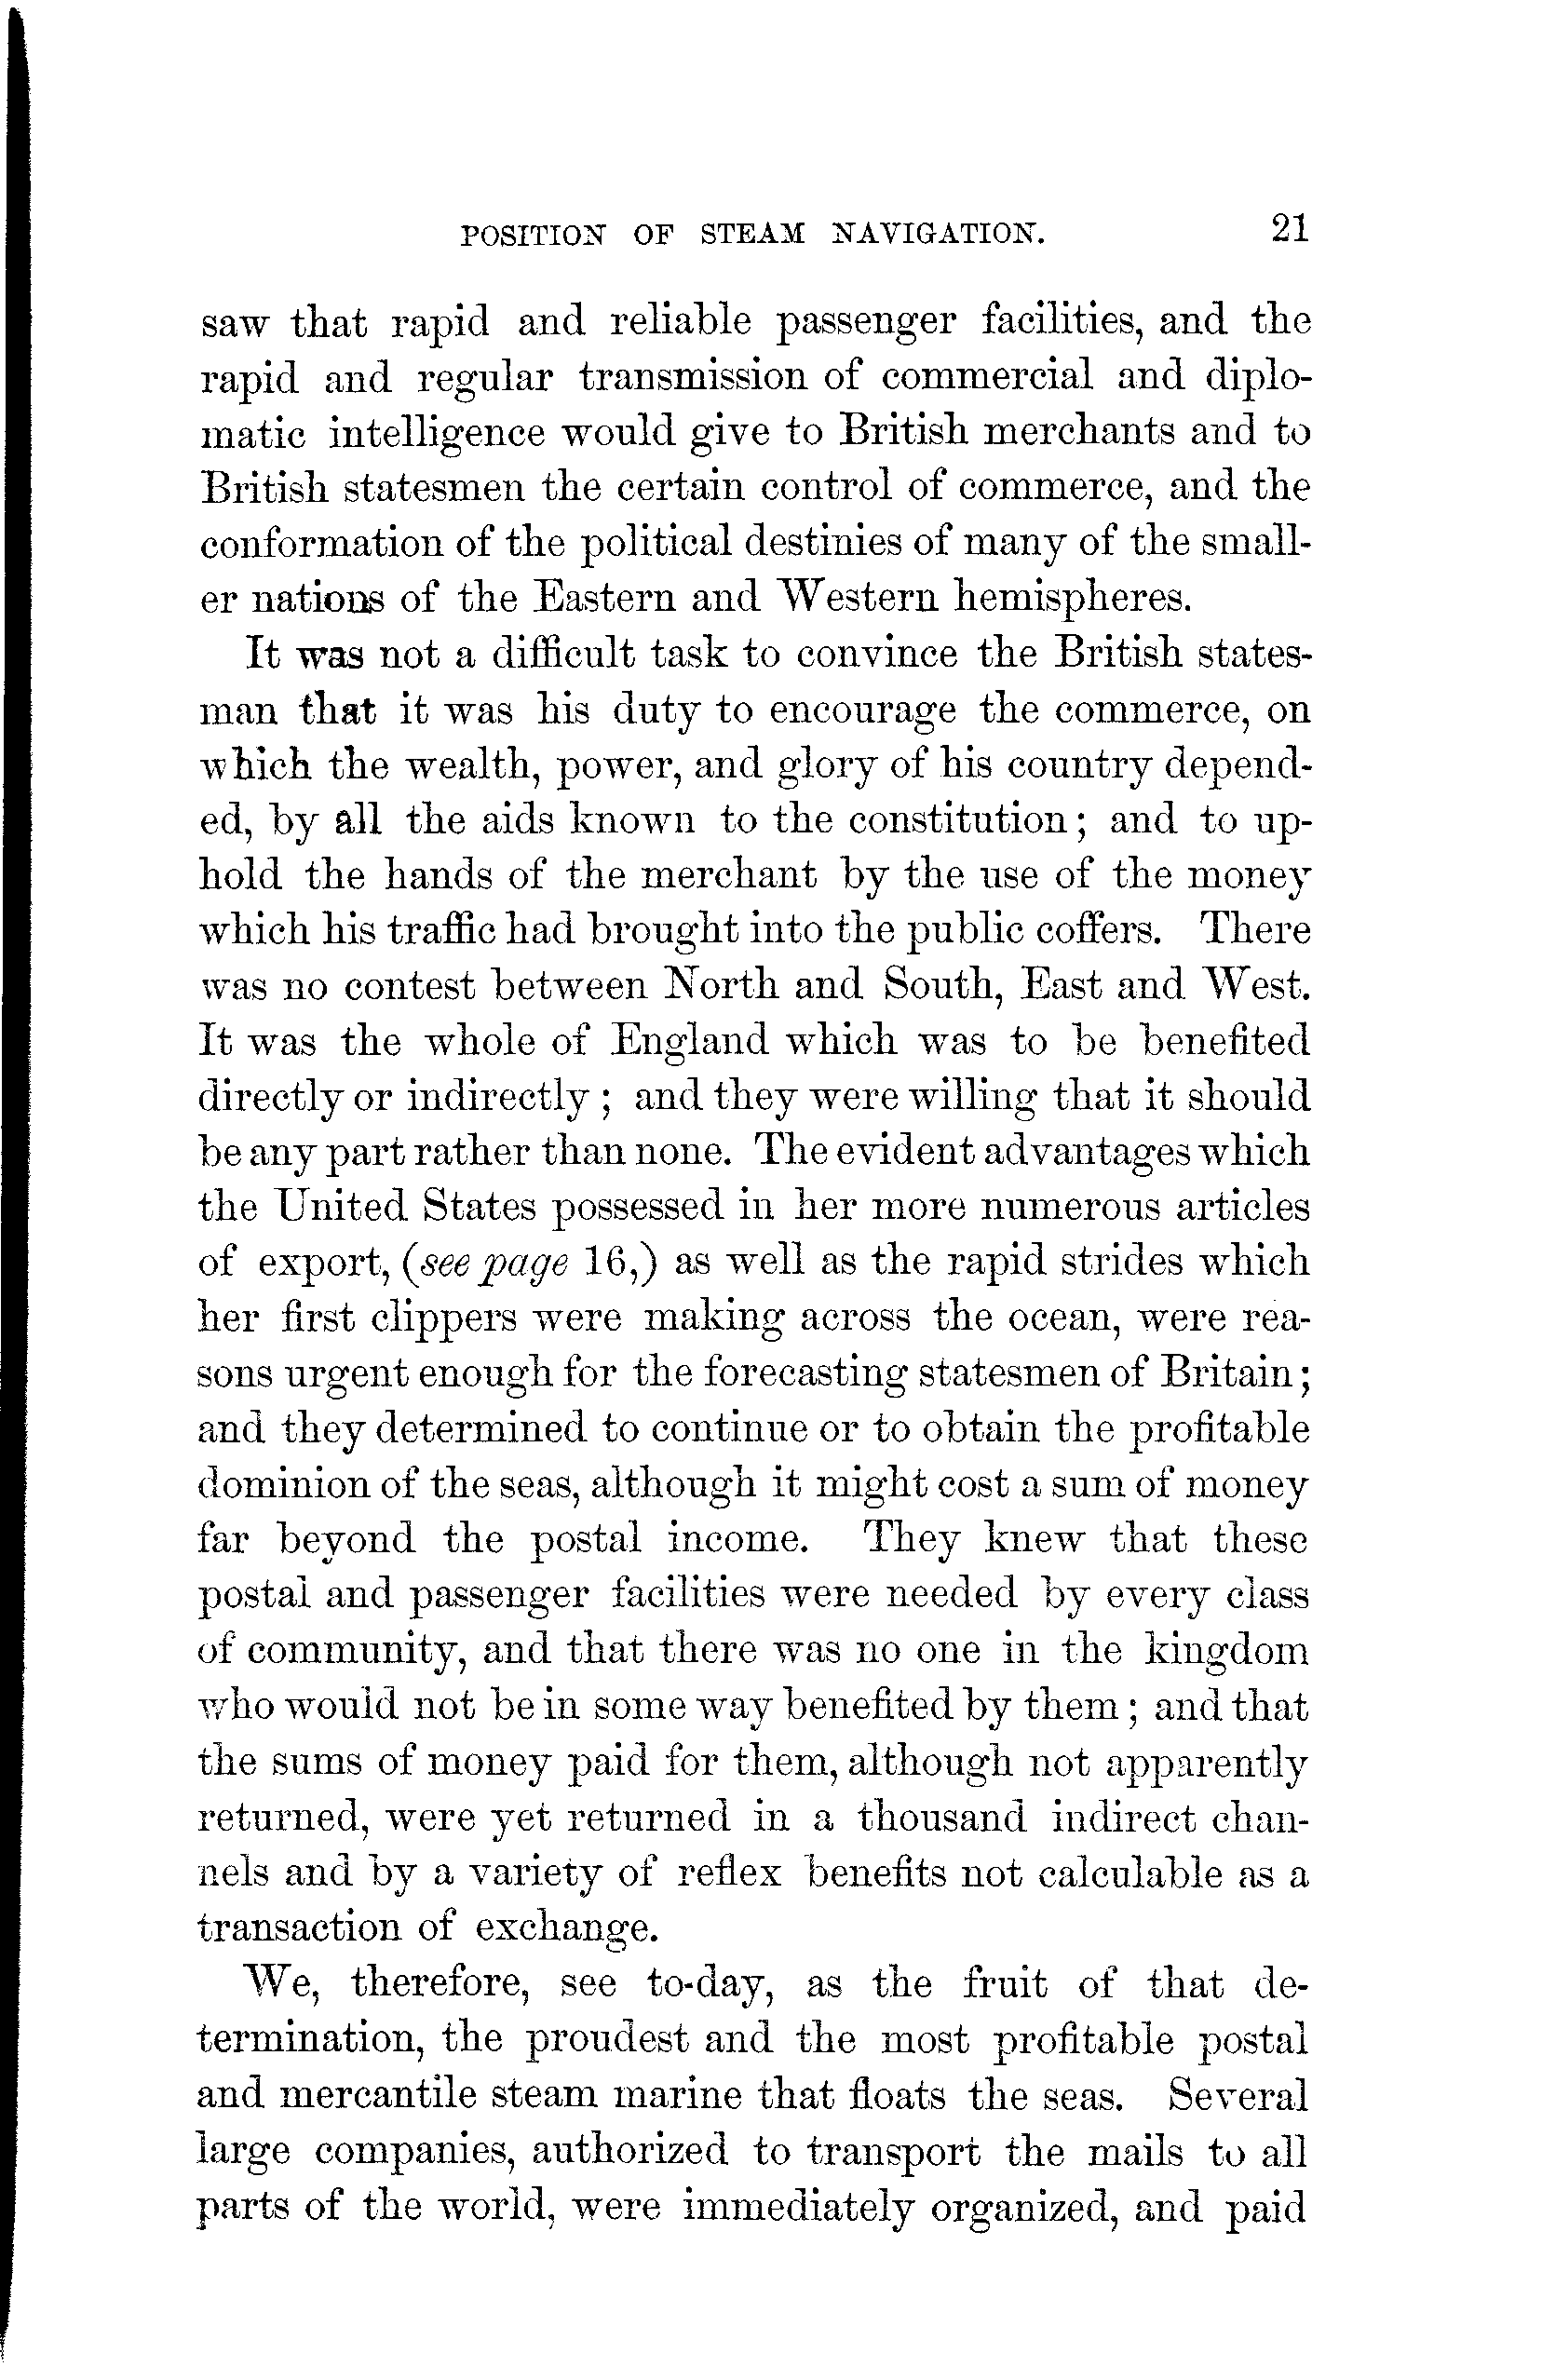 POSITION OF STEAM NAVIGATION. 21
saw that rapid and reliable passenger facilities, and the
rapid and regular transmission of commercial and diplo-
matic intelligence would give to British merchants and to
British statesmen the certain control of commerce, and the
conformation of the political destinies of many of the small-
er nations of the Eastern and Western hemispheres.
It was not a difficult task to convince the British states-
man that it was his duty to encourage the commerce, on
which the wealth, power, and glory of his country depend-
ed, by all the aids known to the constitution; and to up-
hold the hands of the merchant by the use of the money
which his traffic had brought into the public coffers. There
was no contest between North and South, East and West.
It was the whole of England which was to be benefited
directly or indirectly; and they were willing that it should
be any part rather than none. The evident advantages which
the United States possessed in her more numerous articles
of export, (see page 16,) as well as the rapid strides which
her first clippers were making across the ocean, were rea-
sons urgent enough for the forecasting statesmen of Britain;
and they determined to continue or to obtain the profitable
dominion of the seas, although it might cost a sum of money
far beyond the postal income. They knew that these
postal and passenger facilities were needed by every class
of community, and that there was no one in the kingdom
who would not be in some way benefited by them; and that
the sums of money paid for them, although not apparently
returned, were yet returned in a thousand indirect chan-
nels and by a variety of reflex benefits not calculable as a
transaction of exchange.
We, therefore, see to-day, as the fruit of that de-
termination, the proudest and the most profitable postal
and mercantile steam marine that floats the seas. Several
large companies, authorized to transport the mails to all
parts of the world, were immediately organized, and paid